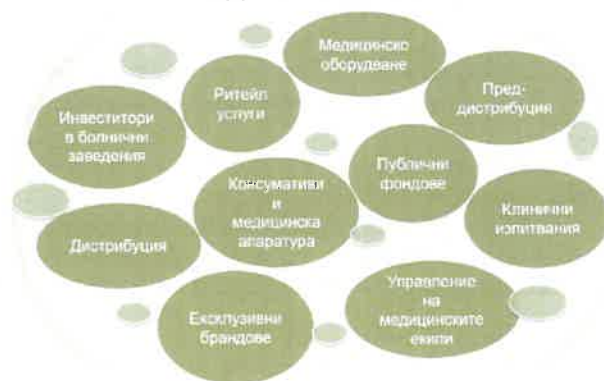 Медицинско
оборудване
Ритейл
услуги
Пред-
дистрибуция
Инвеститори
в болнични
заведения
Публични
фондове
Консумативи
и
медицинска
апаратура
Клинични
изпитвания
Дистрибуция
Управление
на
медицинските
екипи
Ексклузивни
брандове